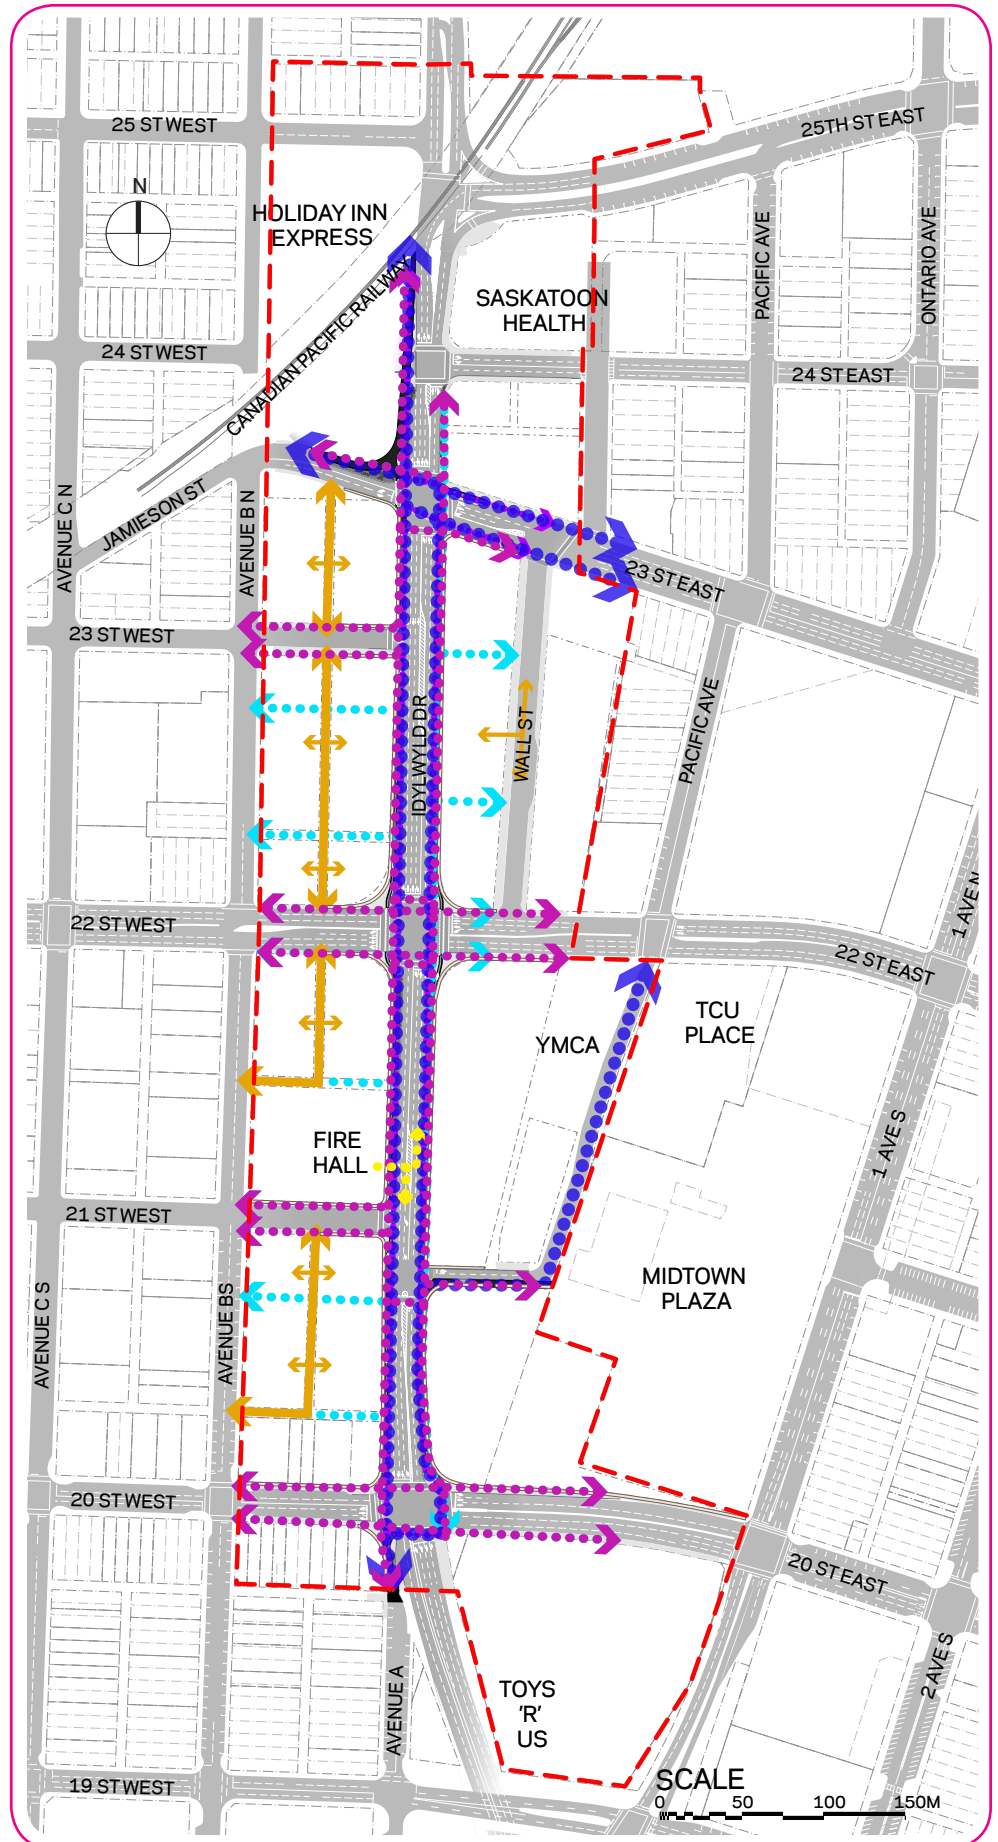 25 ST WEST
25TH ST EAST
N
HOLIDAY INN
EXPRESS
PACIFIC AVE
ONTARIO AVE
CANADIAN PACIFIC RAILWAY
SASKATOON
HEALTH
24 ST WEST
24 ST EAST
AVENUE C N
JAMIESON ST
AVENUE B N
23 ST EAST
23 ST WEST
IDYLWYLD DR
WALL ST
PACIFIC AVE
1 AVE N
22 ST WEST
22 ST EAST
TCU
PLACE
YMCA
FIRE
HALL
1 AVE S
21 ST WEST
MIDTOWN
PLAZA
AVENUE C S
AVENUE BS
20 ST WEST
20 ST EAST
2 AVE S
AVENUE A
TOYS
'R'
US
19 ST WEST
SCALE
0 50 100 150M